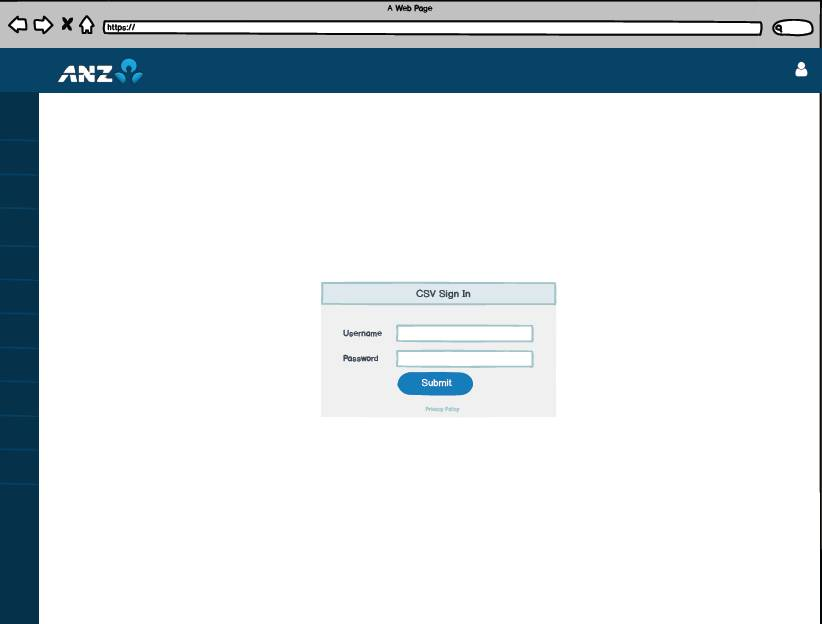 A Web Page
https://
ANZ
CSV Sign In
Username
Password
Submit
Privacy Policy